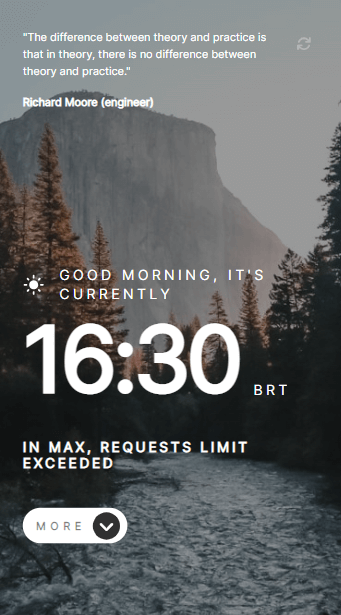 "The difference between theory and practice is
that in theory, there is no difference between
theory and practice."
Richard Moore (engineer)
GOOD MORNING, IT'S
CURRENTLY
16:30 BRT
IN MAX, REQUESTS LIMIT
EXCEEDED
MORE